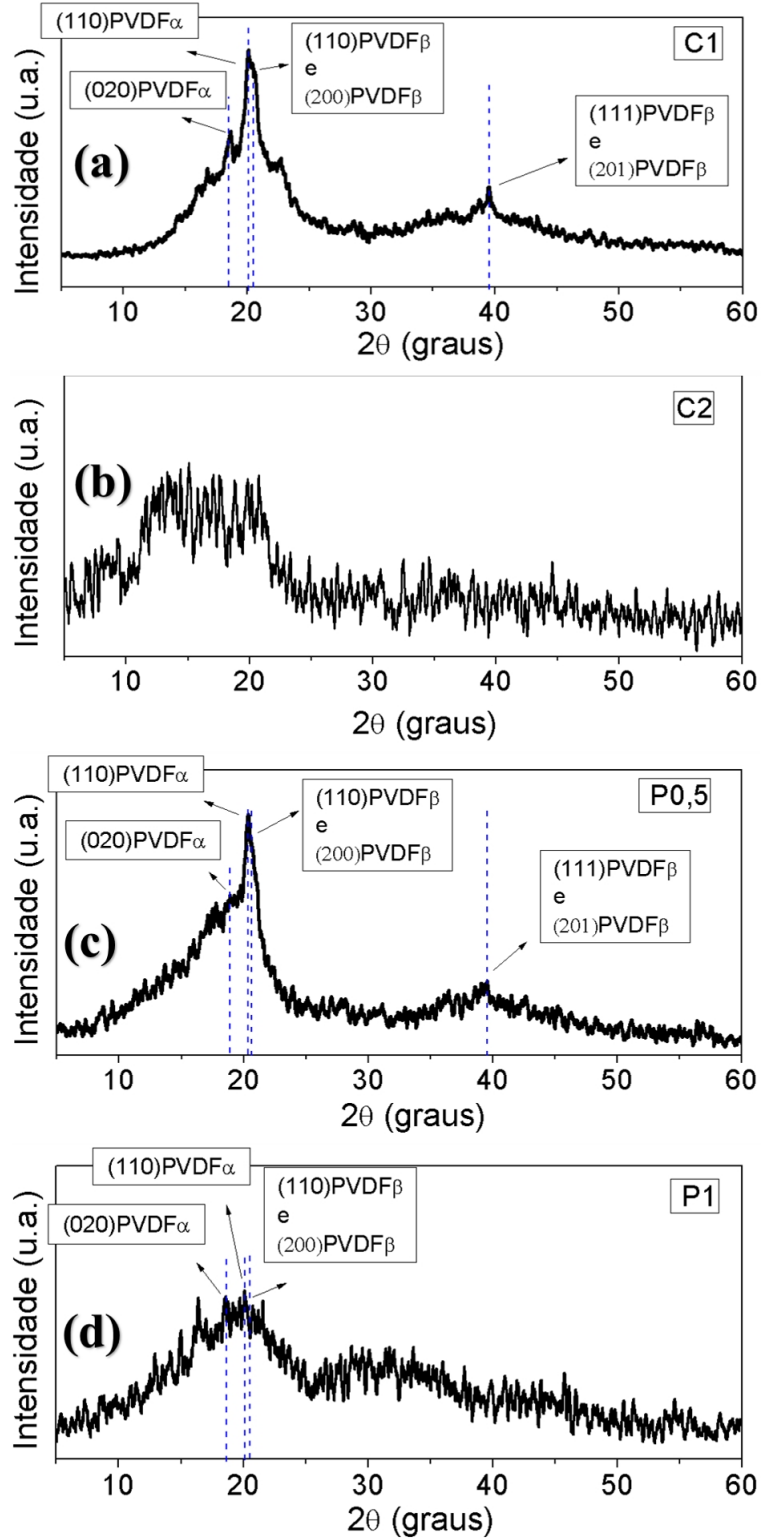 (110)PVDFα
(110)PVDFβ
e
(200)PVDFβ
C1
(020)PVDFα
(111)PVDFβ
e
(201)PVDFβ
(a)
Intensidade (u.a.)
10 20 30 40 50 60
2θ (graus)
C2
(b)
Intensidade (u.a.)
10 20 30 40 50 60
2θ (graus)
(110)PVDFα
(110)PVDFβ
e
(200)PVDFβ
P0,5
(020)PVDFα
(111)PVDFβ
e
(201)PVDFβ
(c)
Intensidade (u.a.)
10 20 30 40 50 60
2θ (graus)
(110)PVDFα
(110)PVDFβ
e
(200)PVDFβ
P1
(020)PVDFα
(d)
Intensidade (u.a.)
10 20 30 40 50 60
2θ (graus)